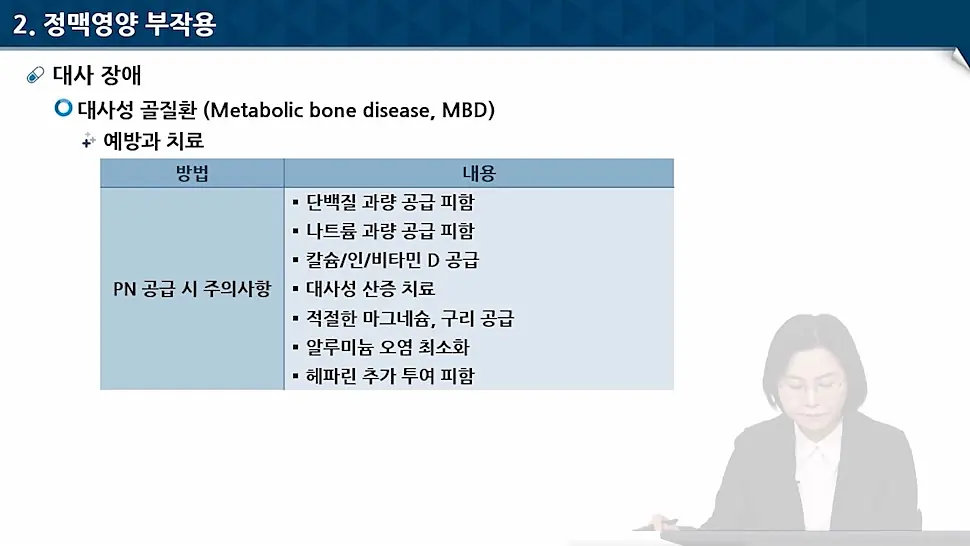 2. 정맥영양 부작용
대사 장애
대사성 골질환 (Metabolic bone disease, MBD)
예방과 치료
방법
내용
PN 공급 시 주의사항
▪ 단백질 과량 공급 피함
▪ 나트륨 과량 공급 피함
▪ 칼슘/인/비타민 D 공급
▪ 대사성 산증 치료
▪ 적절한 마그네슘, 구리 공급
▪ 알루미늄 오염 최소화
▪ 헤파린 추가 투여 피함